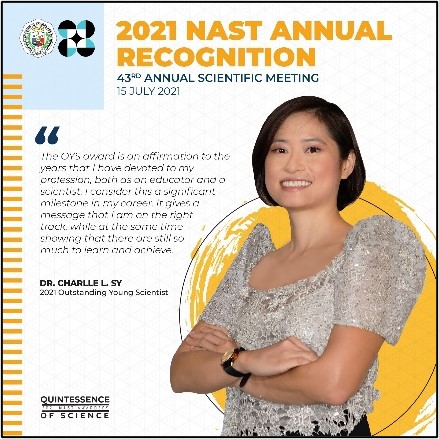 2021 NAST ANNUAL
RECOGNITION
43RD ANNUAL SCIENTIFIC MEETING
15 JULY 2021
“
The OYS award is an affirmation to the
years that I have devoted to my
profession, both as an educator and a
scientist. I consider this a significant
milestone in my career. It gives a
message that I am on the right
track, while at the same time
showing that there are still so
much to learn and achieve.
DR. CHARLLE L. SY
2021 Outstanding Young Scientist
QUINTESSENCE
OF SCIENCE